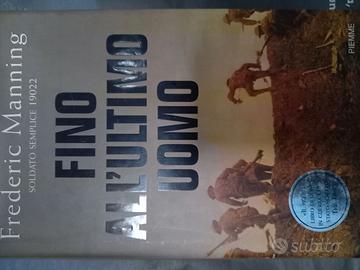 Frederic Manning
SOLDATO SEMPLICE 19022
FINO
ALL'ULTIMO
UOMO
PIEMME
subito